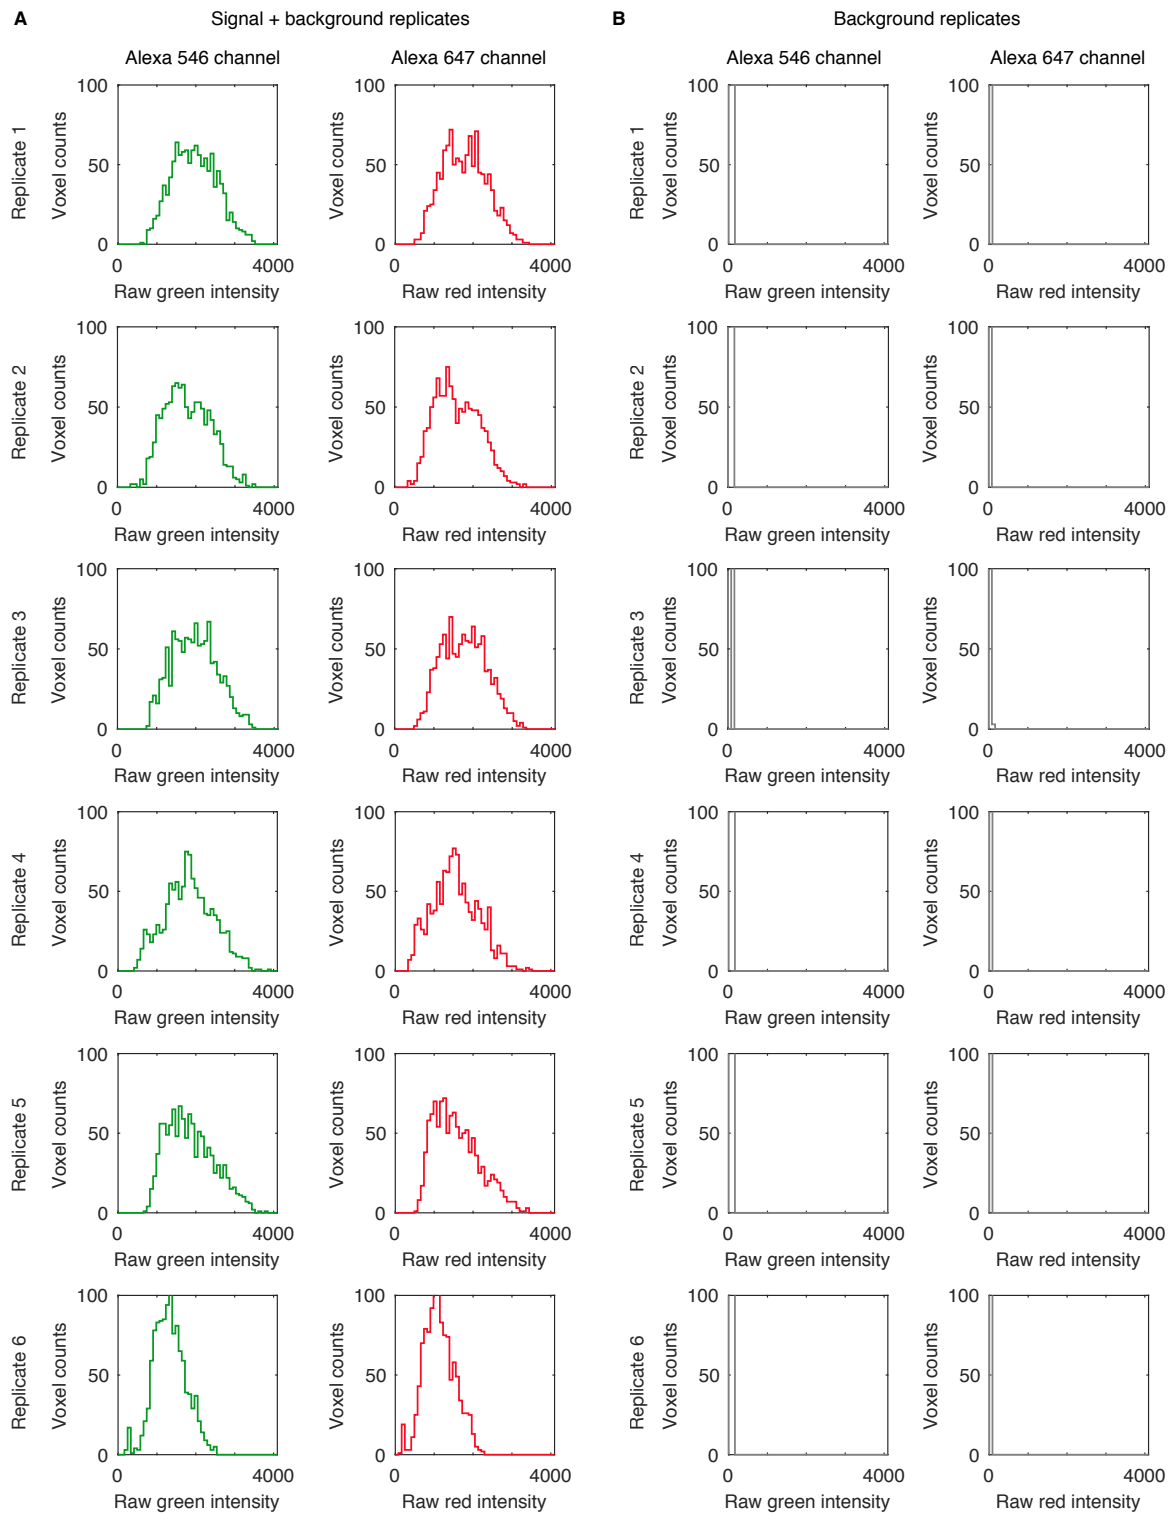 A Signal + background replicates B Background replicates
Alexa 546 channel Alexa 647 channel Alexa 546 channel Alexa 647 channel
Replicate 1 Voxel counts 100 50 0 Voxel counts 100 50 0 Replicate 1 Voxel counts 100 50 0 Voxel counts 100 50 0
0 4000 0 4000 0 4000 0 4000
Raw green intensity Raw red intensity Raw green intensity Raw red intensity
Replicate 2 Voxel counts 100 50 0 Voxel counts 100 50 0 Replicate 2 Voxel counts 100 50 0 Voxel counts 100 50 0
0 4000 0 4000 0 4000 0 4000
Raw green intensity Raw red intensity Raw green intensity Raw red intensity
Replicate 3 Voxel counts 100 50 0 Voxel counts 100 50 0 Replicate 3 Voxel counts 100 50 0 Voxel counts 100 50 0
0 4000 0 4000 0 4000 0 4000
Raw green intensity Raw red intensity Raw green intensity Raw red intensity
Replicate 4 Voxel counts 100 50 0 Voxel counts 100 50 0 Replicate 4 Voxel counts 100 50 0 Voxel counts 100 50 0
0 4000 0 4000 0 4000 0 4000
Raw green intensity Raw red intensity Raw green intensity Raw red intensity
Replicate 5 Voxel counts 100 50 0 Voxel counts 100 50 0 Replicate 5 Voxel counts 100 50 0 Voxel counts 100 50 0
0 4000 0 4000 0 4000 0 4000
Raw green intensity Raw red intensity Raw green intensity Raw red intensity
Replicate 6 Voxel counts 100 50 0 Voxel counts 100 50 0 Replicate 6 Voxel counts 100 50 0 Voxel counts 100 50 0
0 4000 0 4000 0 4000 0 4000
Raw green intensity Raw red intensity Raw green intensity Raw red intensity